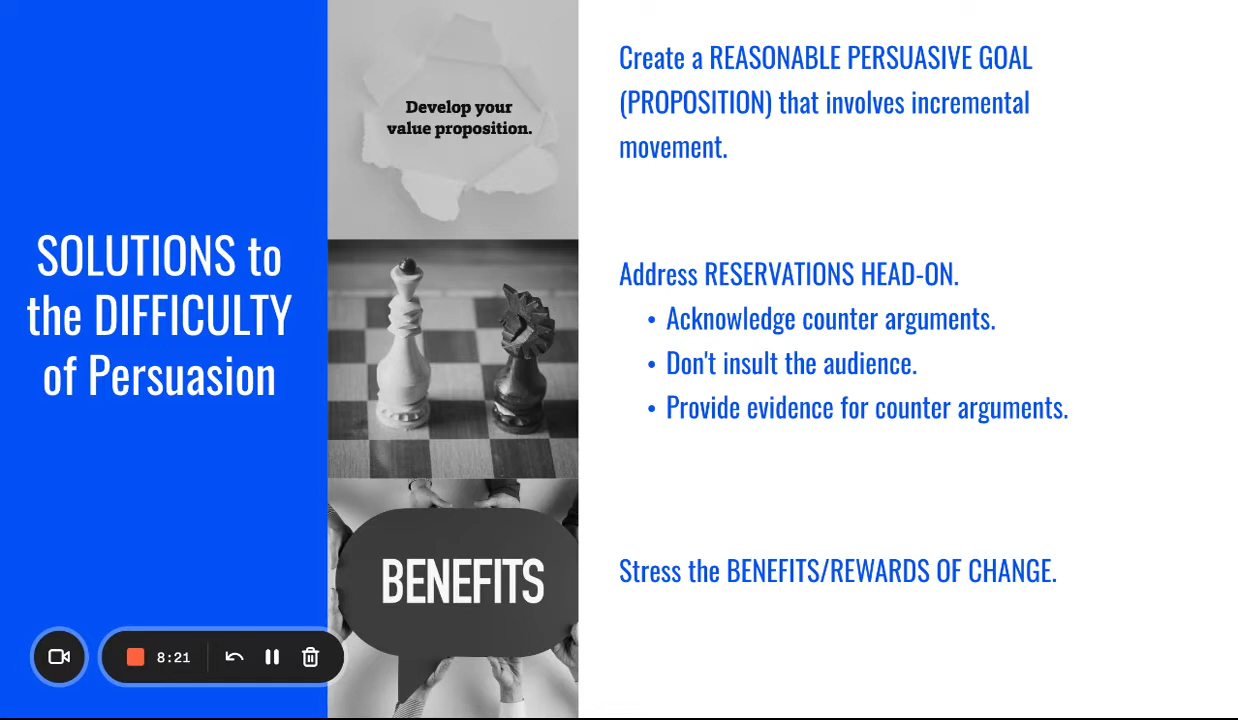 SOLUTIONS to
the DIFFICULTY
of Persuasion
Develop your
value proposition.
BENEFITS
Create a REASONABLE PERSUASIVE GOAL
(PROPOSITION) that involves incremental
movement.
Address RESERVATIONS HEAD-ON.
• Acknowledge counter arguments.
• Don't insult the audience.
• Provide evidence for counter arguments.
Stress the BENEFITS/REWARDS OF CHANGE.
8:21